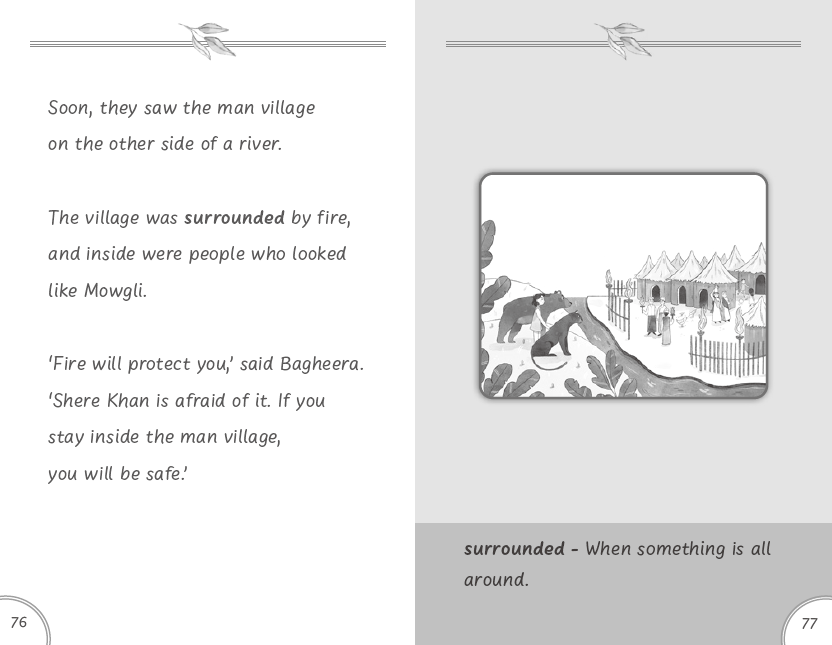 Soon, they saw the man village
on the other side of a river.
The village was surrounded by fire,
and inside were people who looked
like Mowgli.
‘Fire will protect you,’ said Bagheera.
‘Shere Khan is afraid of it. If you
stay inside the man village,
you will be safe.’
76
surrounded - When something is all
around.
77